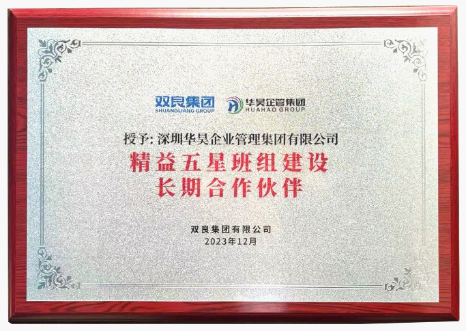 双良集团 华昊企管集团
SHUANGLIANG GROUP HUAHAO GROUP
授予:深圳华昊企业管理集团有限公司
精益五星班组建设
长期合作伙伴
双良集团有限公司
2023年12月